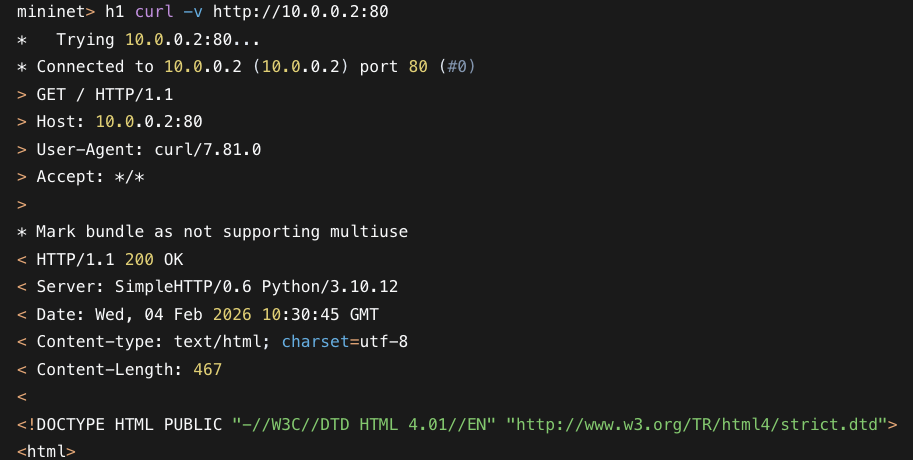 mininet> h1 curl -v http://10.0.0.2:80
*   Trying 10.0.0.2:80...
* Connected to 10.0.0.2 (10.0.0.2) port 80 (#0)
> GET / HTTP/1.1
> Host: 10.0.0.2:80
> User-Agent: curl/7.81.0
> Accept: */*
>
* Mark bundle as not supporting multiuse
< HTTP/1.1 200 OK
< Server: SimpleHTTP/0.6 Python/3.10.12
< Date: Wed, 04 Feb 2026 10:30:45 GMT
< Content-type: text/html; charset=utf-8
< Content-Length: 467
<
<!DOCTYPE HTML PUBLIC "-//W3C//DTD HTML 4.01//EN" "http://www.w3.org/TR/html4/strict.dtd">
<html>